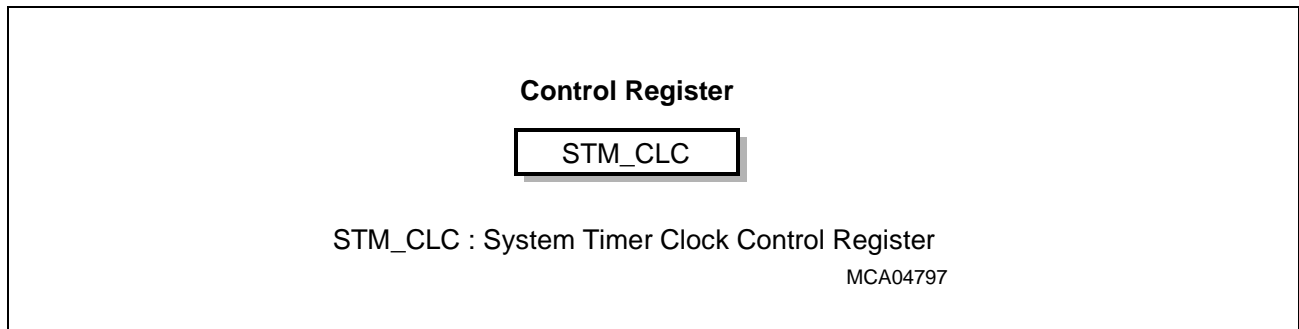 Control Register
STM_CLC
STM_CLC : System Timer Clock Control Register
MCA04797